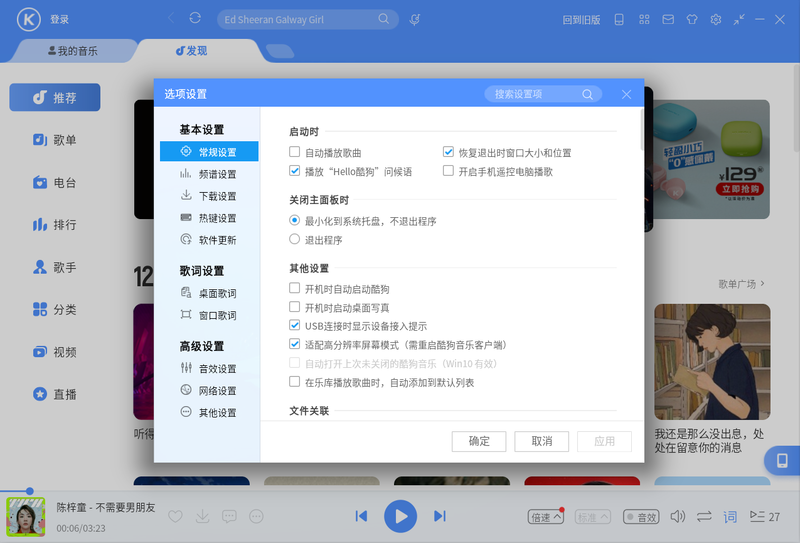 登录
Ed Sheeran Galway Girl
回到旧版
我的音乐
发现
推荐
歌单
电台
排行
歌手
分类
视频
直播
选项设置
搜索设置项
基本设置
常规设置
频谱设置
下载设置
热键设置
软件更新
歌词设置
桌面歌词
窗口歌词
高级设置
音效设置
网络设置
其他设置
启动时
自动播放歌曲
恢复退出时窗口大小和位置
播放“Hello酷狗”问候语
开启手机遥控电脑播歌
关闭主面板时
最小化到系统托盘，不退出程序
退出程序
其他设置
开机时自动启动酷狗
开机时启动桌面写真
USB连接时显示设备接入提示
适配高分辨率屏幕模式（需重启酷狗音乐客户端）
自动打开上次未关闭的酷狗音乐（Win10 有效）
在乐库播放歌曲时，自动添加到默认列表
文件关联
确定
取消
应用
轻盈小巧
“0”感佩戴
¥129
立即抢购
歌单广场 >
12
听得
我还是那么没出息，处
处在留意你的消息
陈梓童 - 不需要男朋友
00:06/03:23
倍速
标准
音效
词
27